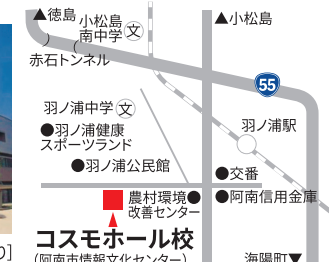 ▲徳島
小松島
南中学 文
▲小松島
赤石トンネル
55
羽ノ浦中学 文
羽ノ浦駅
●羽ノ浦健康
スポーツランド
●羽ノ浦公民館
●交番
農村環境●
改善センター
●阿南信用金庫
コスモホール校
(阿南市情報文化センター)
海陽町▼
り]